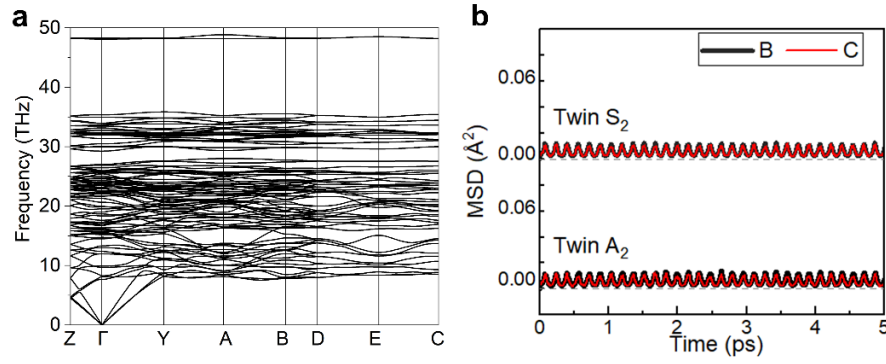 a
50
40
30
20
10
0
Frequency (THz)
Z Γ Y A B D E C
b
B C
0.06
Twin S2
0.00
MSD (Å²)
0.06
Twin A2
0.00
0 1 2 3 4 5
Time (ps)